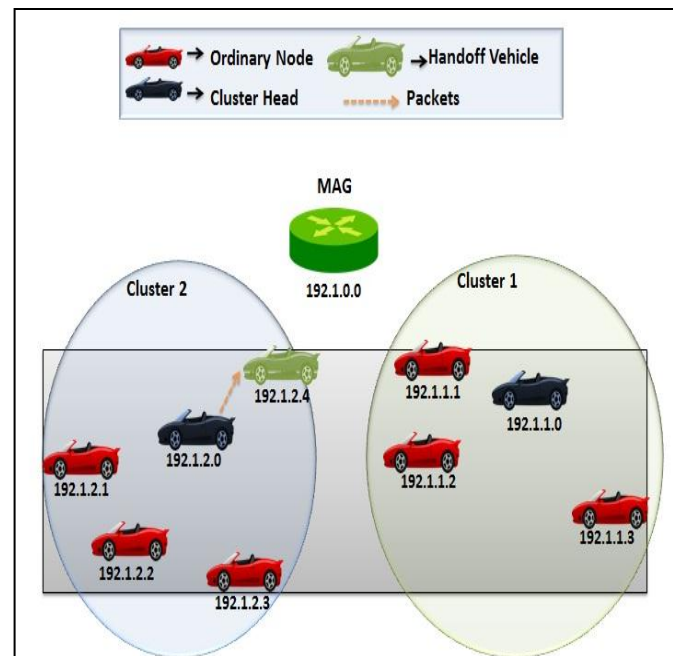 Ordinary Node
Handoff Vehicle
Cluster Head
Packets
MAG
192.1.0.0
Cluster 2
Cluster 1
192.1.2.4
192.1.1.1
192.1.1.0
192.1.2.0
192.1.1.2
192.1.2.1
192.1.1.3
192.1.2.2
192.1.2.3